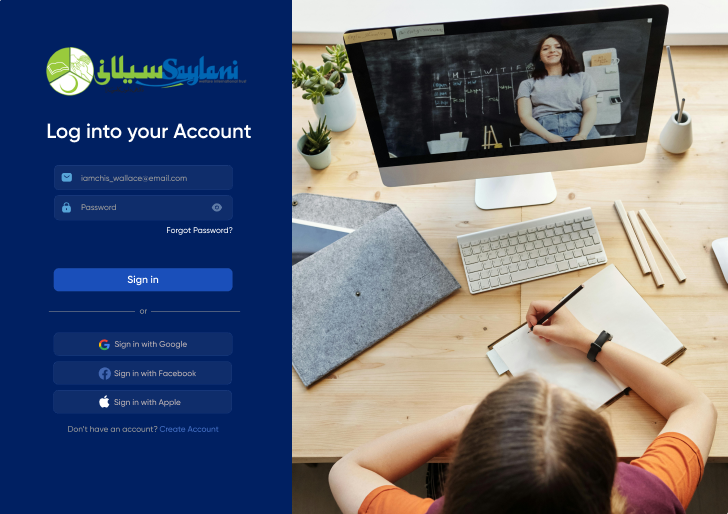 سیلانی Saylani
Log into your Account
iamchis_wallace@email.com
Password
Forgot Password?
Sign in
or
Sign in with Google
Sign in with Facebook
Sign in with Apple
Don't have an account? Create Account
M T W T F